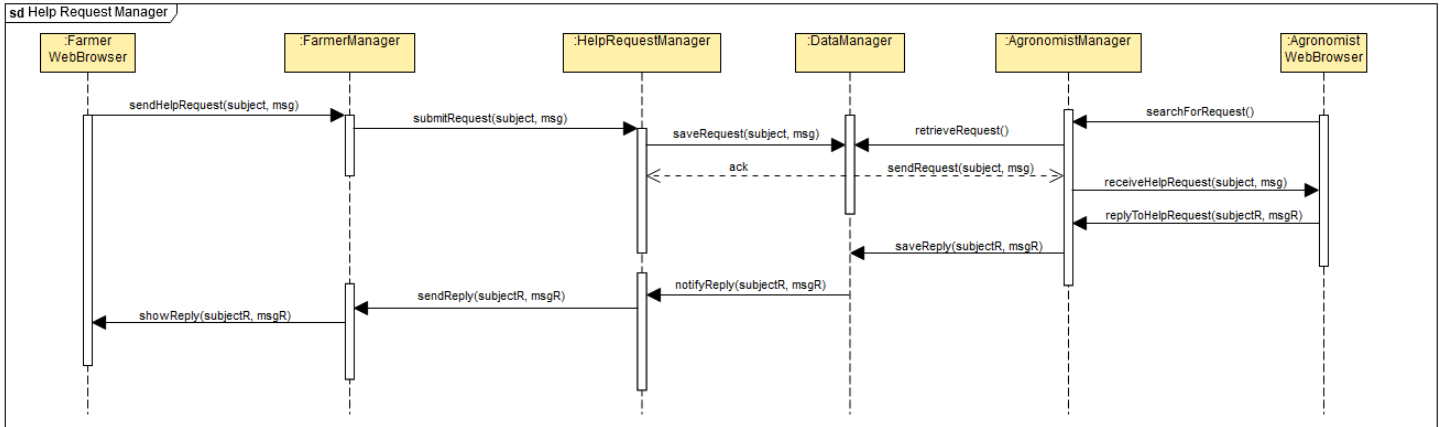 sd Help Request Manager
:Farmer
WebBrowser
:FarmerManager
:HelpRequestManager
:DataManager
:AgronomistManager
:Agronomist
WebBrowser
sendHelpRequest(subject, msg)
submitRequest(subject, msg)
saveRequest(subject, msg)
retrieveRequest()
searchForRequest()
ack
sendRequest(subject, msg)
receiveHelpRequest(subject, msg)
replyToHelpRequest(subjectR, msgR)
saveReply(subjectR, msgR)
notifyReply(subjectR, msgR)
sendReply(subjectR, msgR)
showReply(subjectR, msgR)